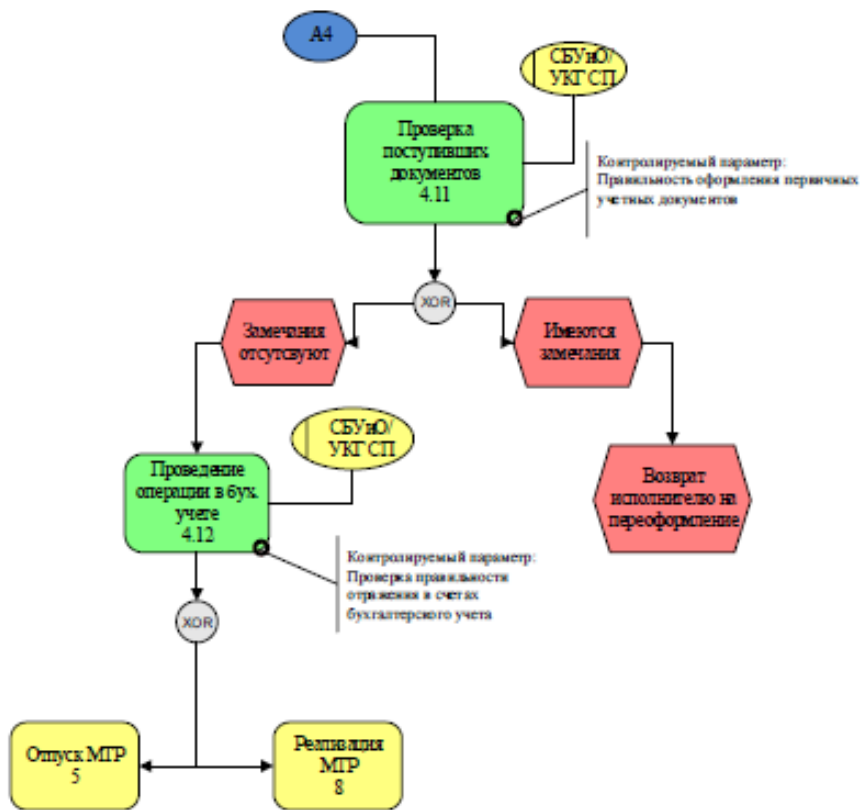 А4
СБУиО/
УКГ СП
Проверка
поступивших
документов
4.11
Контролируемый параметр:
Правильность оформления первичных
учетных документов
XOR
Замечания
отсутсвуют
Имеются
замечания
СБУиО/
УКГ СП
Проведение
операции в бух.
учете
4.12
Возврат
исполнителю на
переоформление
Контролируемый параметр:
Проверка правильности
отражения в счетах
бухгалтерского учета
XOR
Отпуск МТР
5
Реализация
МТР
8